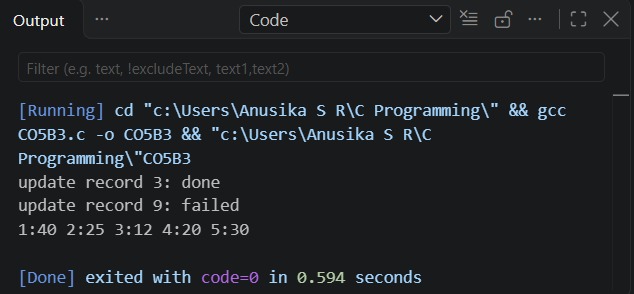 Output ... Code ...
Filter (e.g. text, !excludeText, text1,text2)
[Running] cd "c:\Users\Anusika S R\C Programming\" && gcc
CO5B3.c -o CO5B3 && "c:\Users\Anusika S R\C
Programming\"CO5B3
update record 3: done
update record 9: failed
1:40 2:25 3:12 4:20 5:30
[Done] exited with code=0 in 0.594 seconds